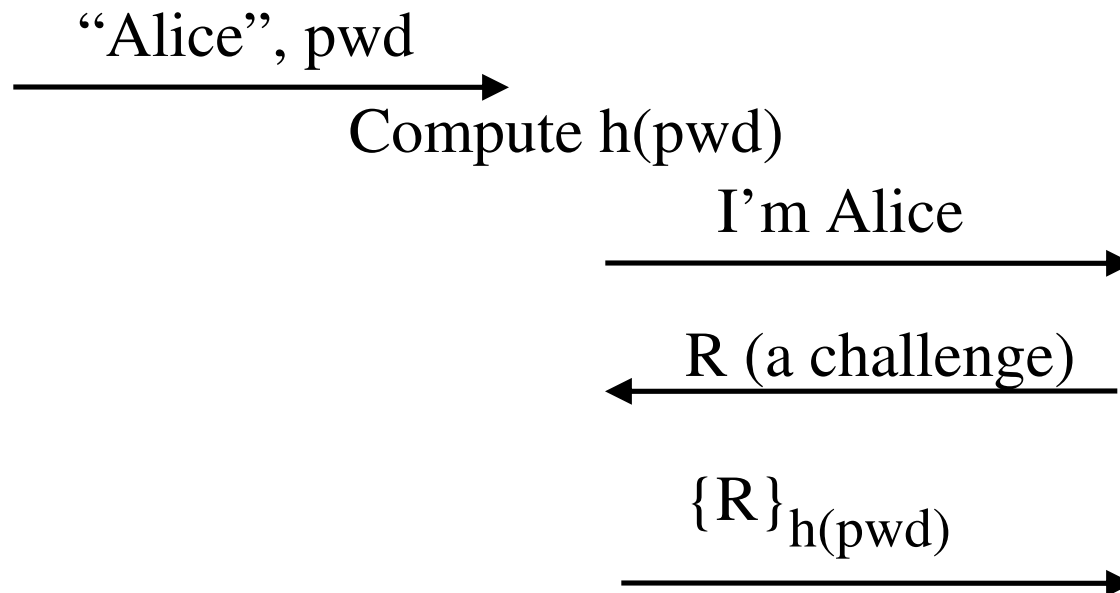 “Alice”, pwd
Compute h(pwd)
I’m Alice
R (a challenge)
{R}h(pwd)